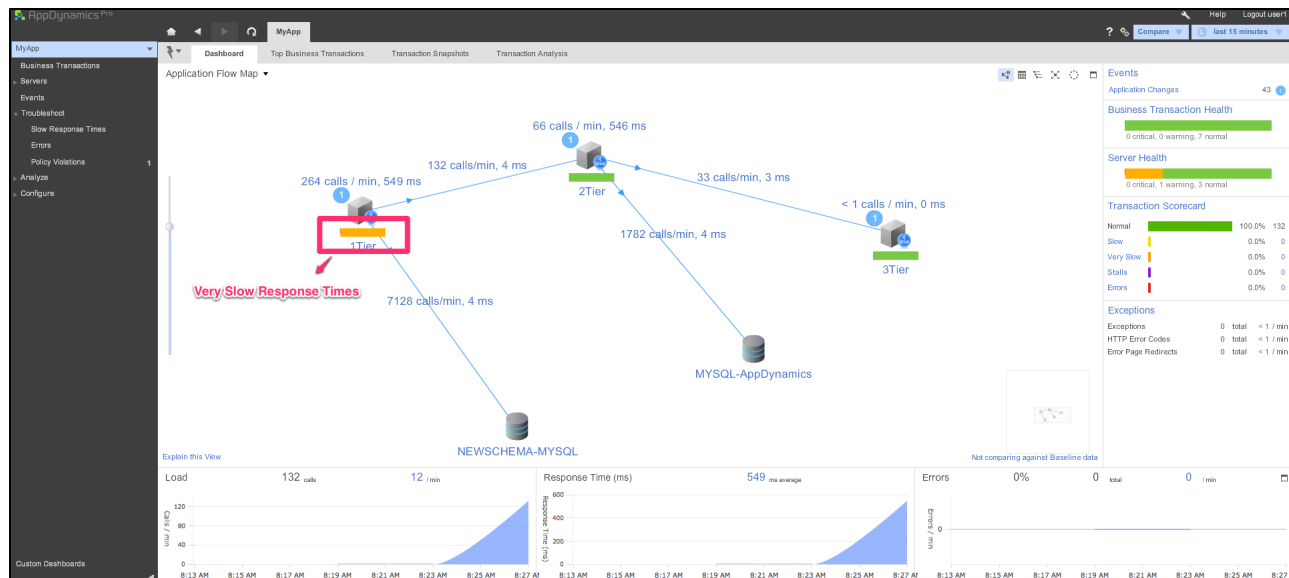 AppDynamics Pro
Help Logout user1
MyApp
? Compare last 15 minutes
MyApp
Business Transactions
Servers
Events
Troubleshoot
Slow Response Times
Errors
Policy Violations 1
Analyze
Configure
Custom Dashboards
Dashboard Top Business Transactions Transaction Snapshots Transaction Analysis
Application Flow Map
66 calls / min, 546 ms
1
132 calls/min, 4 ms
2Tier
33 calls/min, 3 ms
264 calls / min, 549 ms
1
1Tier
< 1 calls / min, 0 ms
1
3Tier
1782 calls/min, 4 ms
Very Slow Response Times
7128 calls/min, 4 ms
MYSQL-AppDynamics
NEWSCHEMA-MYSQL
Explain this View
Not comparing against Baseline data
Events
Application Changes 43
Business Transaction Health
0 critical, 0 warning, 7 normal
Server Health
0 critical, 1 warning, 3 normal
Transaction Scorecard
Normal 100.0% 132
Slow 0.0% 0
Very Slow 0.0% 0
Stalls 0.0% 0
Errors 0.0% 0
Exceptions
Exceptions 0 total < 1 / min
HTTP Error Codes 0 total < 1 / min
Error Page Redirects 0 total < 1 / min
Load 132 calls 12 / min
Calls / min
120
80
40
0
8:13 AM 8:15 AM 8:17 AM 8:19 AM 8:21 AM 8:23 AM 8:25 AM 8:27 AM
Response Time (ms) 549 ms average
Response Time (ms)
600
400
200
0
8:13 AM 8:15 AM 8:17 AM 8:19 AM 8:21 AM 8:23 AM 8:25 AM 8:27 AM
Errors 0% 0 total 0 / min
Errors / min
0
8:13 AM 8:15 AM 8:17 AM 8:19 AM 8:21 AM 8:23 AM 8:25 AM 8:27